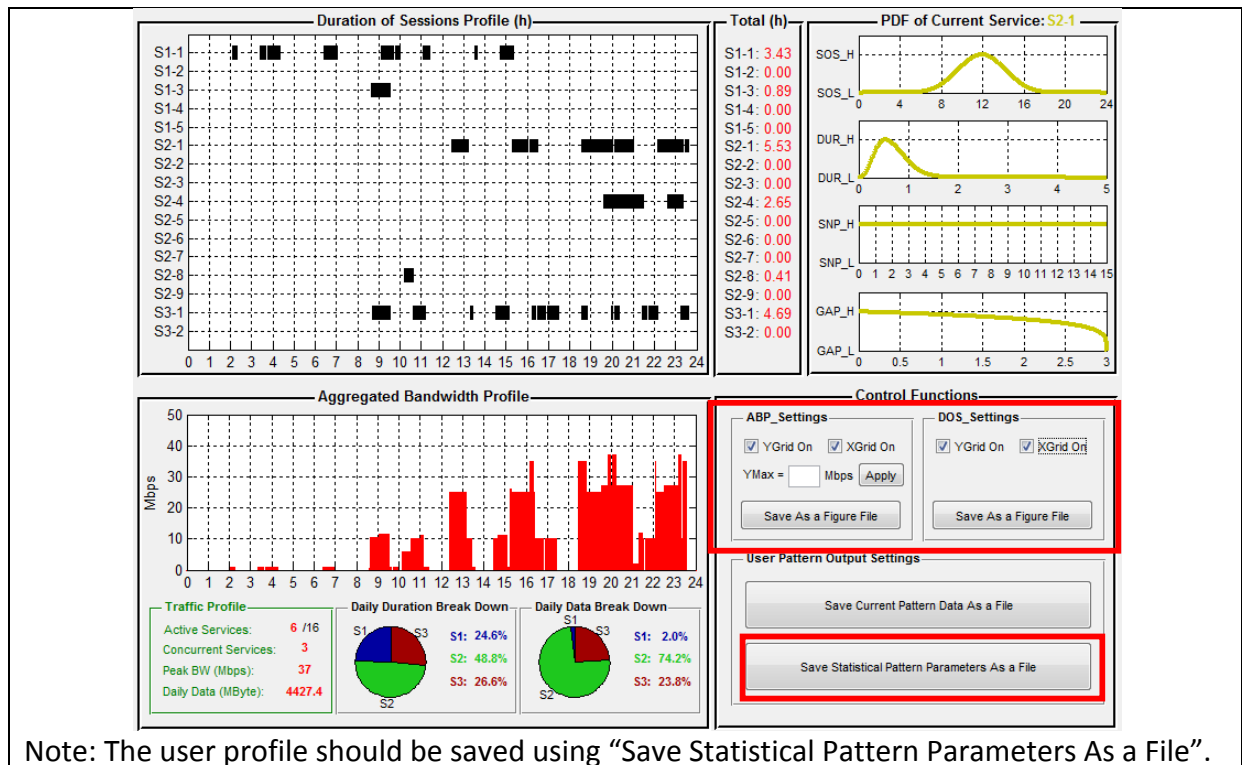 Duration of Sessions Profile (h)
S1-1
S1-2
S1-3
S1-4
S1-5
S2-1
S2-2
S2-3
S2-4
S2-5
S2-6
S2-7
S2-8
S2-9
S3-1
S3-2
0 1 2 3 4 5 6 7 8 9 10 11 12 13 14 15 16 17 18 19 20 21 22 23 24
Total (h)
S1-1: 3.43
S1-2: 0.00
S1-3: 0.89
S1-4: 0.00
S1-5: 0.00
S2-1: 5.53
S2-2: 0.00
S2-3: 0.00
S2-4: 2.65
S2-5: 0.00
S2-6: 0.00
S2-7: 0.00
S2-8: 0.41
S2-9: 0.00
S3-1: 4.69
S3-2: 0.00
PDF of Current Service: S2-1
SOS_H
SOS_L
0 4 8 12 16 20 24
DUR_H
DUR_L
0 1 2 3 4 5
SNP_H
SNP_L
0 1 2 3 4 5 6 7 8 9 10 11 12 13 14 15
GAP_H
GAP_L
0 0.5 1 1.5 2 2.5 3
Aggregated Bandwidth Profile
Mbps
50
40
30
20
10
0
0 1 2 3 4 5 6 7 8 9 10 11 12 13 14 15 16 17 18 19 20 21 22 23 24
Traffic Profile
Active Services: 6 /16
Concurrent Services: 3
Peak BW (Mbps): 37
Daily Data (MByte): 4427.4
Daily Duration Break Down
S1
S3
S2
S1: 24.6%
S2: 48.8%
S3: 26.6%
Daily Data Break Down
S1
S3
S2
S1: 2.0%
S2: 74.2%
S3: 23.8%
Control Functions
ABP_Settings
YGrid On XGrid On
YMax = Mbps Apply
Save As a Figure File
DOS_Settings
YGrid On XGrid On
Save As a Figure File
User Pattern Output Settings
Save Current Pattern Data As a File
Save Statistical Pattern Parameters As a File
Note: The user profile should be saved using “Save Statistical Pattern Parameters As a File”.